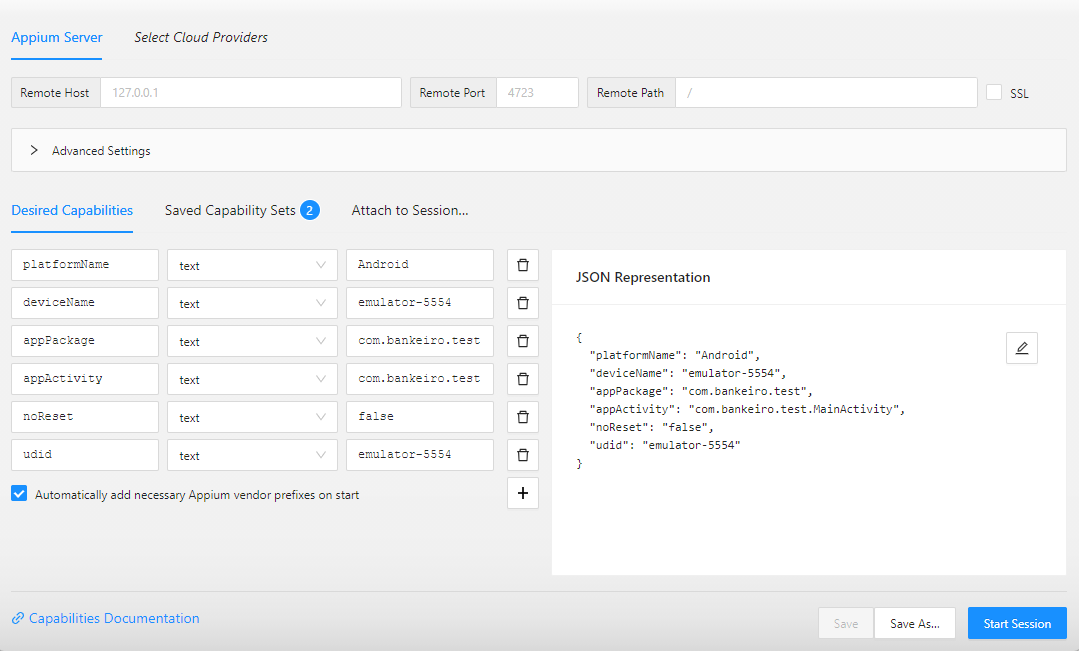 Appium Server Select Cloud Providers
Remote Host 127.0.0.1 Remote Port 4723 Remote Path / SSL
Advanced Settings
Desired Capabilities Saved Capability Sets 2 Attach to Session...
platformName text Android
deviceName text emulator-5554
appPackage text com.bankeiro.test
appActivity text com.bankeiro.test
noReset text false
udid text emulator-5554
Automatically add necessary Appium vendor prefixes on start
JSON Representation
{
"platformName": "Android",
"deviceName": "emulator-5554",
"appPackage": "com.bankeiro.test",
"appActivity": "com.bankeiro.test.MainActivity",
"noReset": "false",
"udid": "emulator-5554"
}
Capabilities Documentation
Save Save As... Start Session